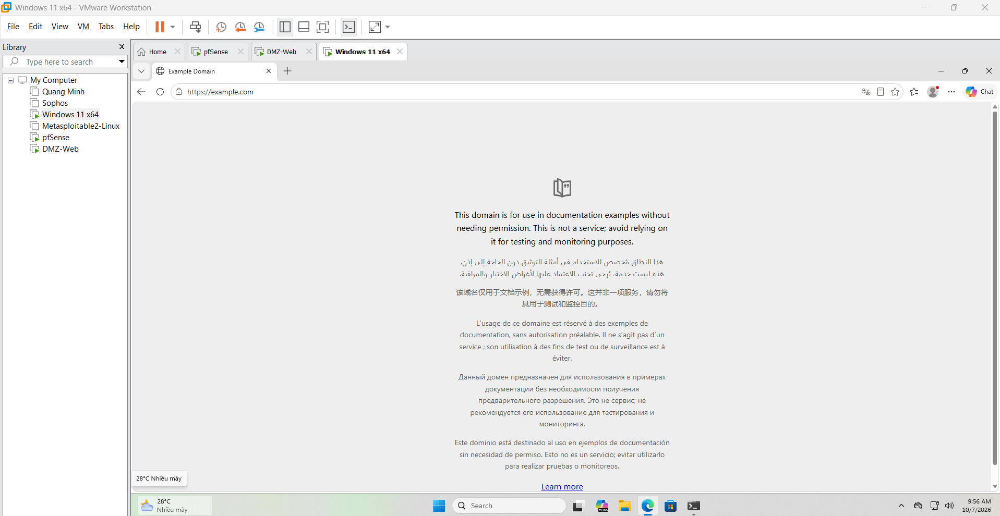 Windows 11 x64 - VMware Workstation
File Edit View VM Tabs Help
Library
Type here to search
My Computer
Quang Minh
Sophos
Windows 11 x64
Metasploitable2-Linux
pfSense
DMZ-Web
Home
pfSense
DMZ-Web
Windows 11 x64
Example Domain
https://example.com
Chat
This domain is for use in documentation examples without
needing permission. This is not a service; avoid relying on
it for testing and monitoring purposes.
هذا النطاق مُخصص للاستخدام في أمثلة التوثيق دون الحاجة إلى إذن.
هذه ليست خدمة، يُرجى تجنب الاعتماد عليها لأغراض الاختبار والمراقبة.
该域名仅用于文档示例，无需获得许可。这并非一项服务，请勿将
其用于测试和监控目的。
L'usage de ce domaine est réservé à des exemples de
documentation, sans autorisation préalable. Il ne s'agit pas d'un
service ; son utilisation à des fins de test ou de surveillance est à
éviter.
Данный домен предназначен для использования в примерах
документации без необходимости получения
предварительного разрешения. Это не сервис; не
рекомендуется его использование для тестирования и
мониторинга.
Este dominio está destinado al uso en ejemplos de documentación
sin necesidad de permiso. Esto no es un servicio; evitar utilizarlo
para realizar pruebas o monitoreos.
Learn more
28°C Nhiều mây
28°C
Nhiều mây
Search
M365
9:56 AM
10/7/2026